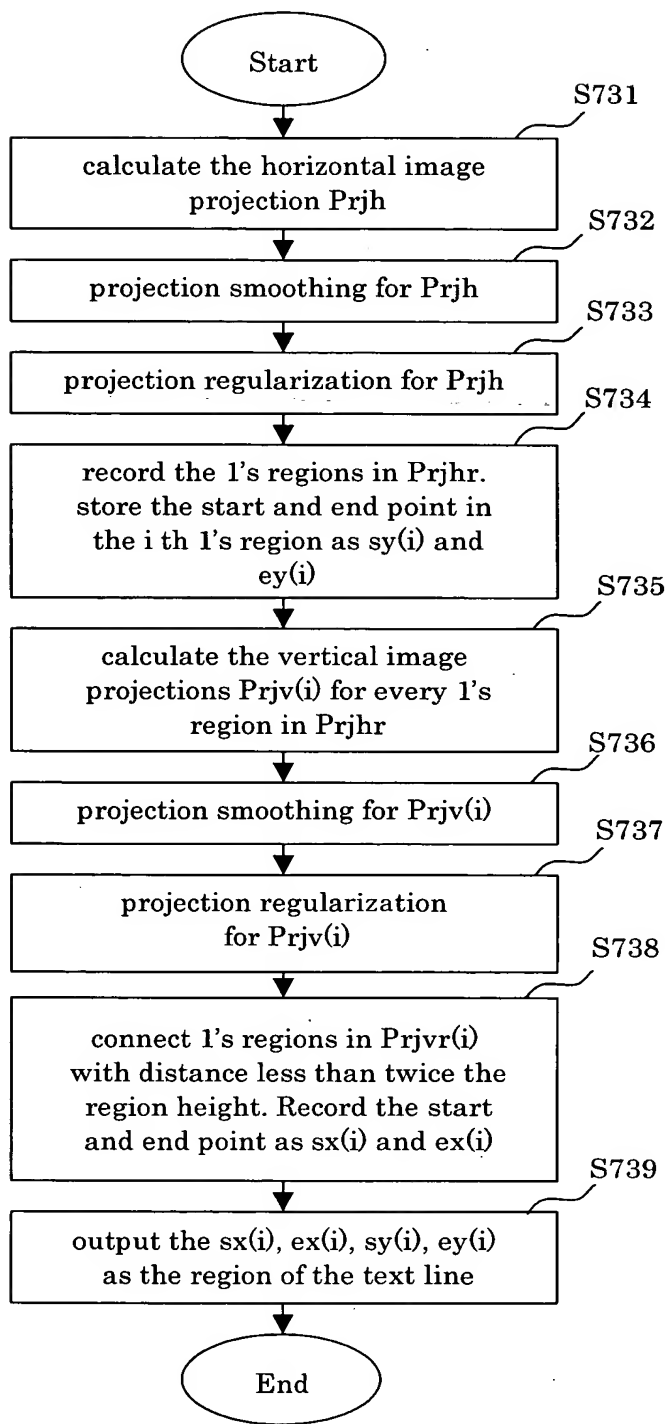 Start
S731
calculate the horizontal image
projection Prjh
S732
projection smoothing for Prjh
S733
projection regularization for Prjh
S734
record the 1's regions in Prjhr.
store the start and end point in
the i th 1's region as sy(i) and
ey(i)
S735
calculate the vertical image
projections Prjv(i) for every 1's
region in Prjhr
S736
projection smoothing for Prjv(i)
S737
projection regularization
for Prjv(i)
S738
connect 1's regions in Prjvr(i)
with distance less than twice the
region height. Record the start
and end point as sx(i) and ex(i)
S739
output the sx(i), ex(i), sy(i), ey(i)
as the region of the text line
End